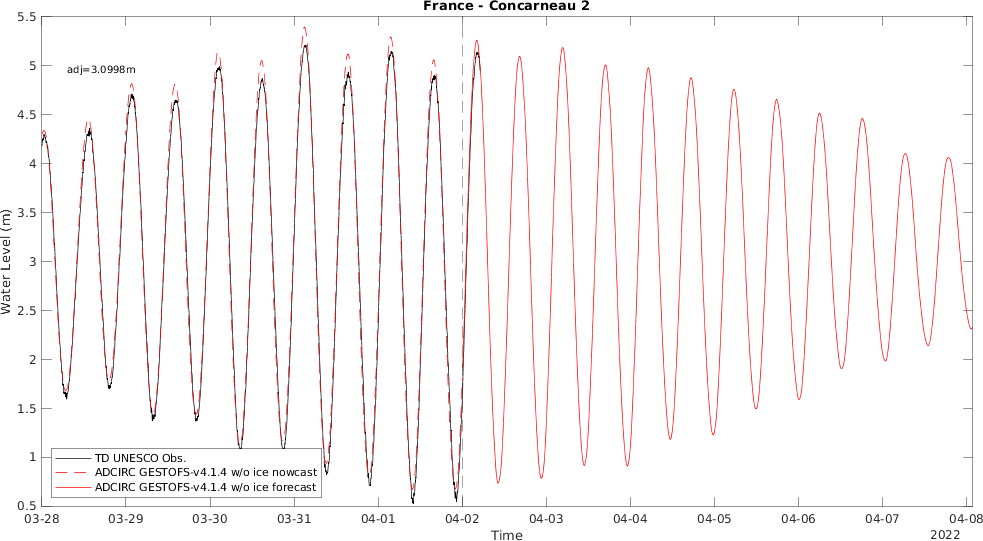 France - Concarneau 2
5.5
5
4.5
4
3.5
3
2.5
2
1.5
1
0.5
Water Level (m)
adj=3.0998m
TD UNESCO Obs.
ADCIRC GESTOFS-v4.1.4 w/o ice nowcast
ADCIRC GESTOFS-v4.1.4 w/o ice forecast
03-28 03-29 03-30 03-31 04-01 04-02 04-03 04-04 04-05 04-06 04-07 04-08
Time
2022